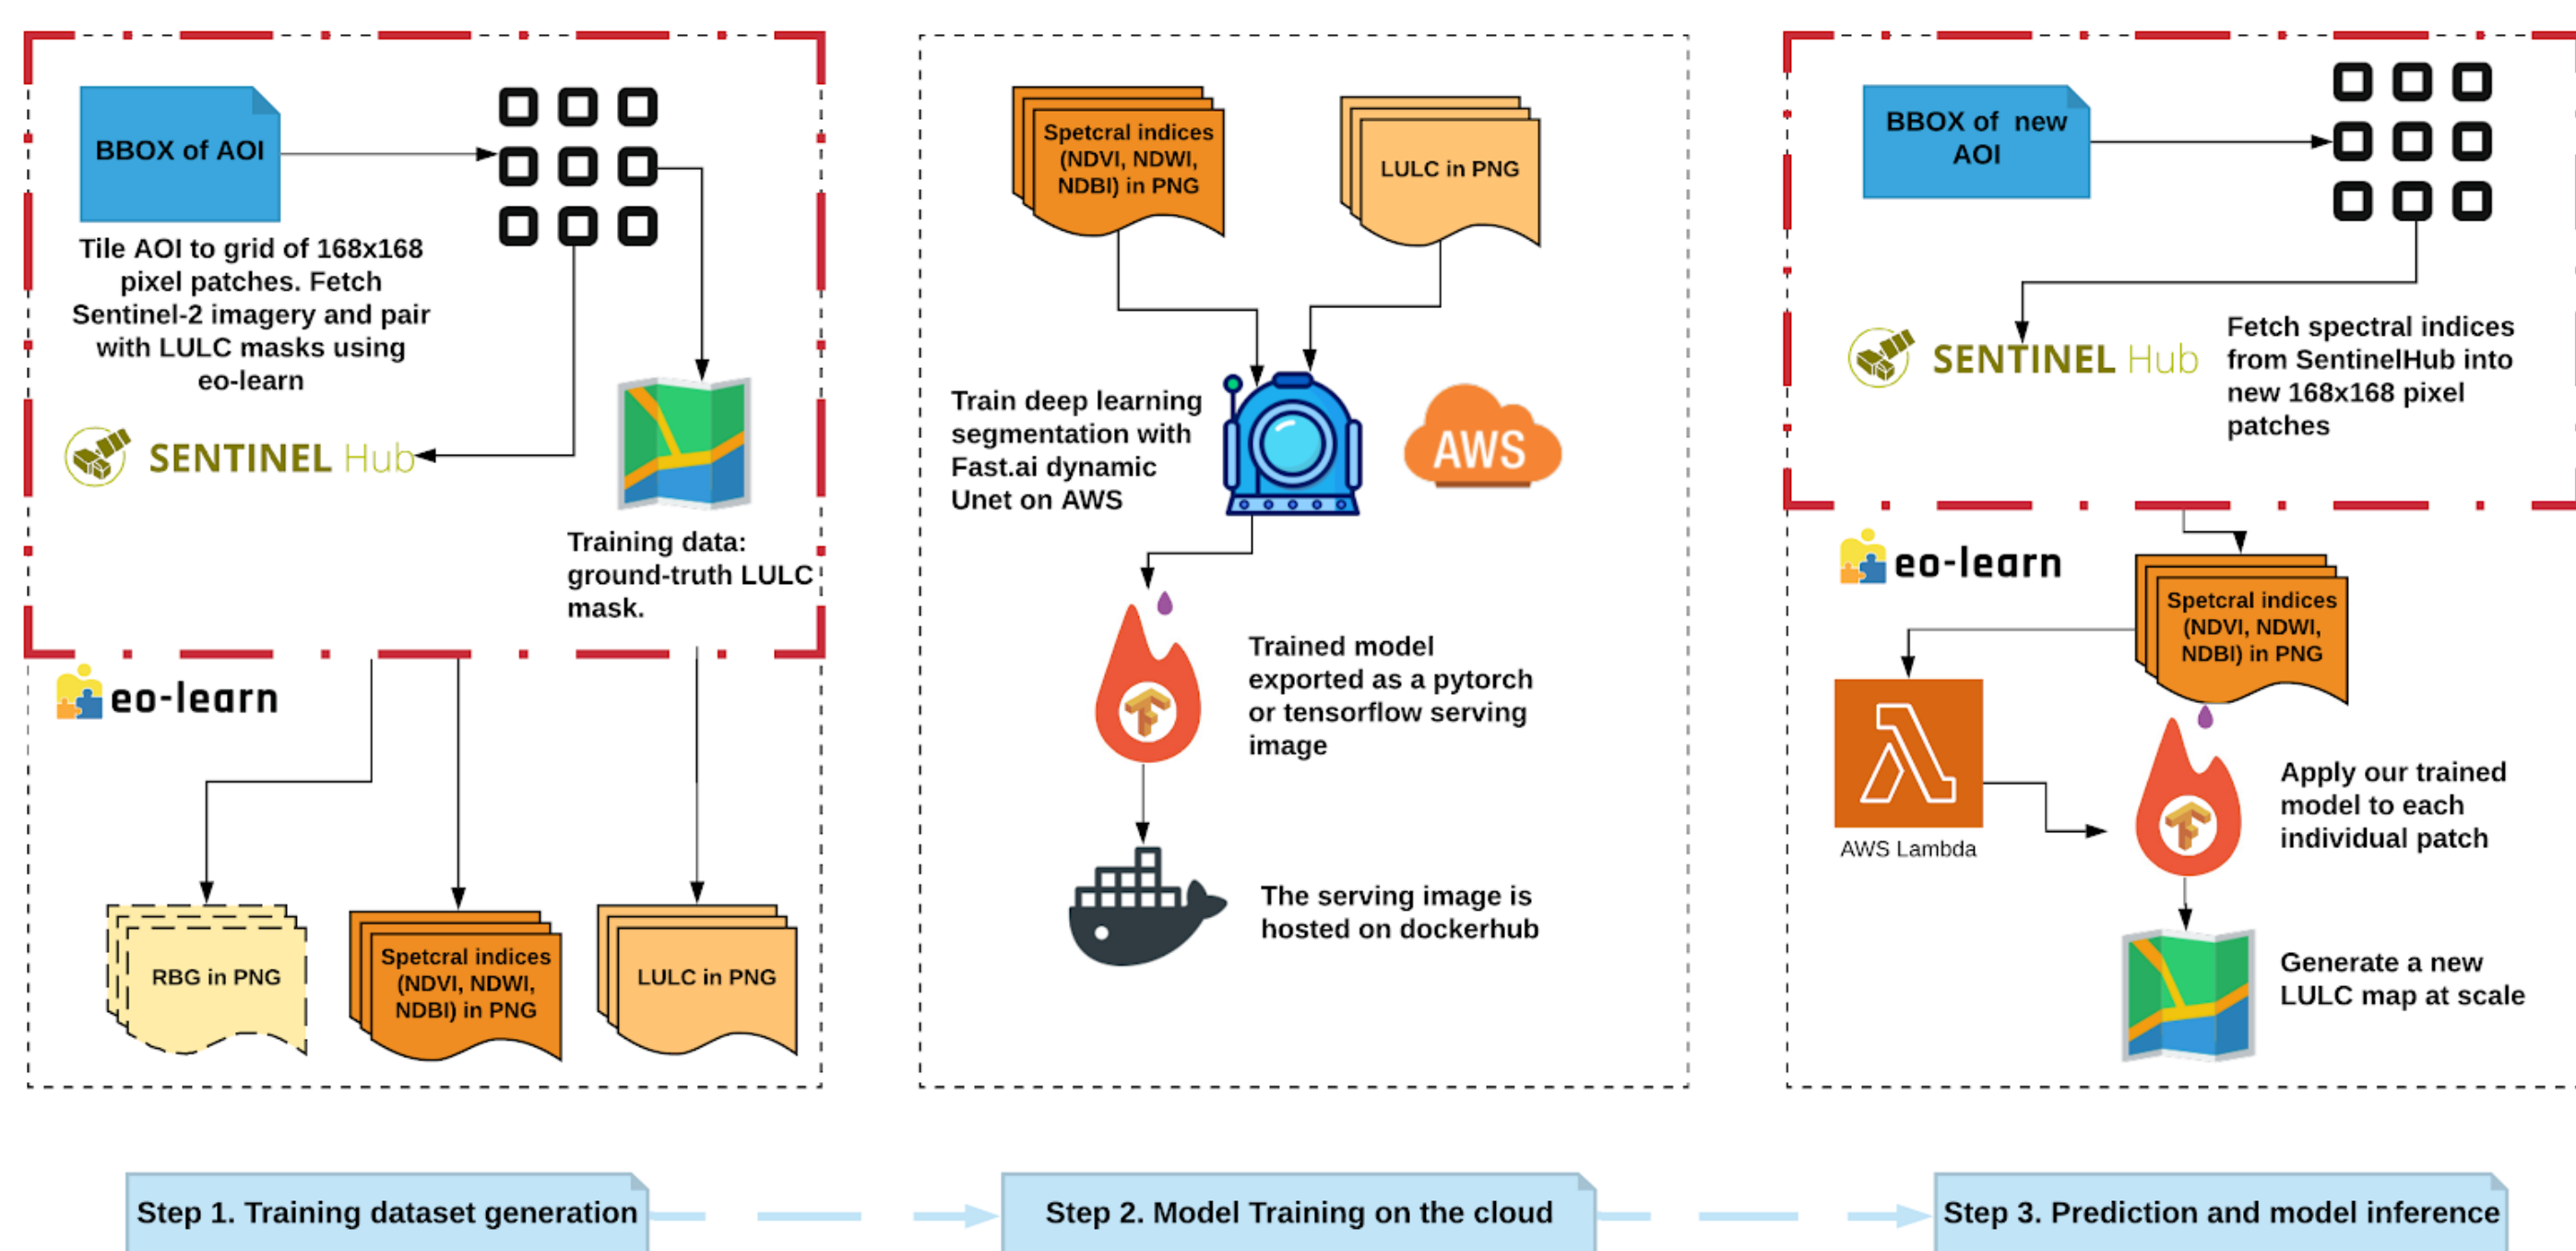 BBOX of AOI
Tile AOI to grid of 168x168
pixel patches. Fetch
Sentinel-2 imagery and pair
with LULC masks using
eo-learn
SENTINEL Hub
Training data:
ground-truth LULC
mask.
eo-learn
RBG in PNG
Spetcral indices
(NDVI, NDWI,
NDBI) in PNG
LULC in PNG
Spetcral indices
(NDVI, NDWI,
NDBI) in PNG
LULC in PNG
Train deep learning
segmentation with
Fast.ai dynamic
Unet on AWS
AWS
Trained model
exported as a pytorch
or tensorflow serving
image
The serving image is
hosted on dockerhub
BBOX of new
AOI
SENTINEL Hub
Fetch spectral indices
from SentinelHub into
new 168x168 pixel
patches
eo-learn
Spetcral indices
(NDVI, NDWI,
NDBI) in PNG
AWS Lambda
Apply our trained
model to each
individual patch
Generate a new
LULC map at scale
Step 1. Training dataset generation
Step 2. Model Training on the cloud
Step 3. Prediction and model inference